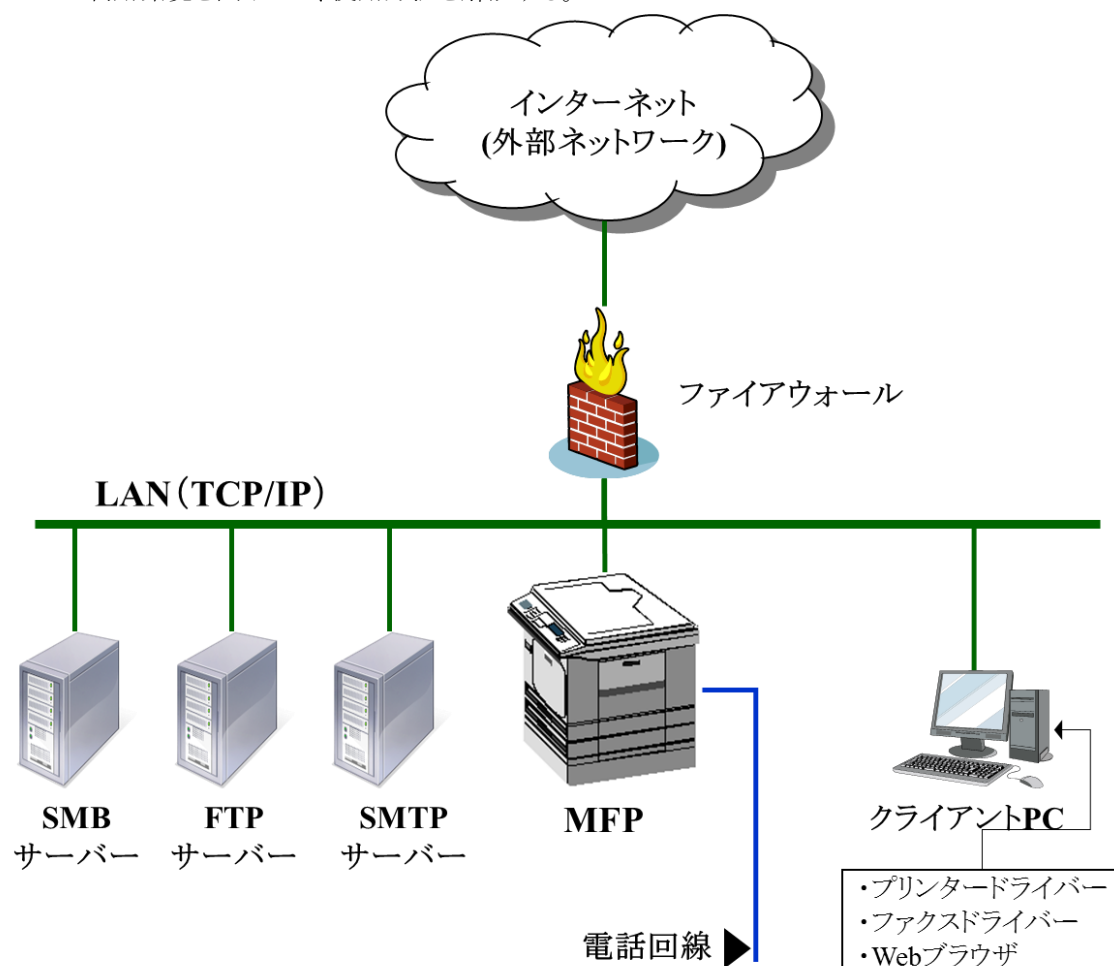 インターネット
(外部ネットワーク)
ファイアウォール
LAN(TCP/IP)
SMB
サーバー
FTP
サーバー
SMTP
サーバー
MFP
クライアントPC
・プリンタードライバー
・ファクスドライバー
・Webブラウザ
電話回線